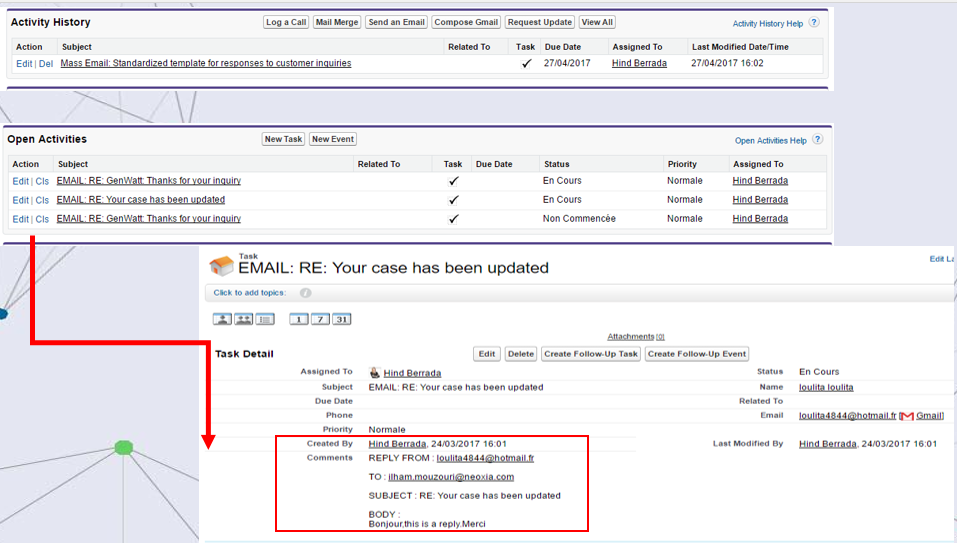 Activity History Log a Call Mail Merge Send an Email Compose Gmail Request Update View All Activity History Help ?
Action Subject Related To Task Due Date Assigned To Last Modified Date/Time
Edit | Del Mass Email: Standardized template for responses to customer inquiries ✓ 27/04/2017 Hind Berrada 27/04/2017 16:02
Open Activities New Task New Event Open Activities Help ?
Action Subject Related To Task Due Date Status Priority Assigned To
Edit | Cls EMAIL: RE: GenWatt: Thanks for your inquiry ✓ En Cours Normale Hind Berrada
Edit | Cls EMAIL: RE: Your case has been updated ✓ En Cours Normale Hind Berrada
Edit | Cls EMAIL: RE: GenWatt: Thanks for your inquiry ✓ Non Commencée Normale Hind Berrada
Task
EMAIL: RE: Your case has been updated Edit La
Click to add topics: i
1 7 31
Attachments [0]
Task Detail Edit Delete Create Follow-Up Task Create Follow-Up Event
Assigned To Hind Berrada Status En Cours
Subject EMAIL: RE: Your case has been updated Name loulita loulita
Due Date Related To
Phone Email loulita4844@hotmail.fr [Gmail]
Priority Normale
Created By Hind Berrada, 24/03/2017 16:01 Last Modified By Hind Berrada, 24/03/2017 16:01
Comments REPLY FROM : loulita4844@hotmail.fr
TO : ilham.mouzouri@neoxia.com
SUBJECT : RE: Your case has been updated
BODY :
Bonjour,this is a reply.Merci